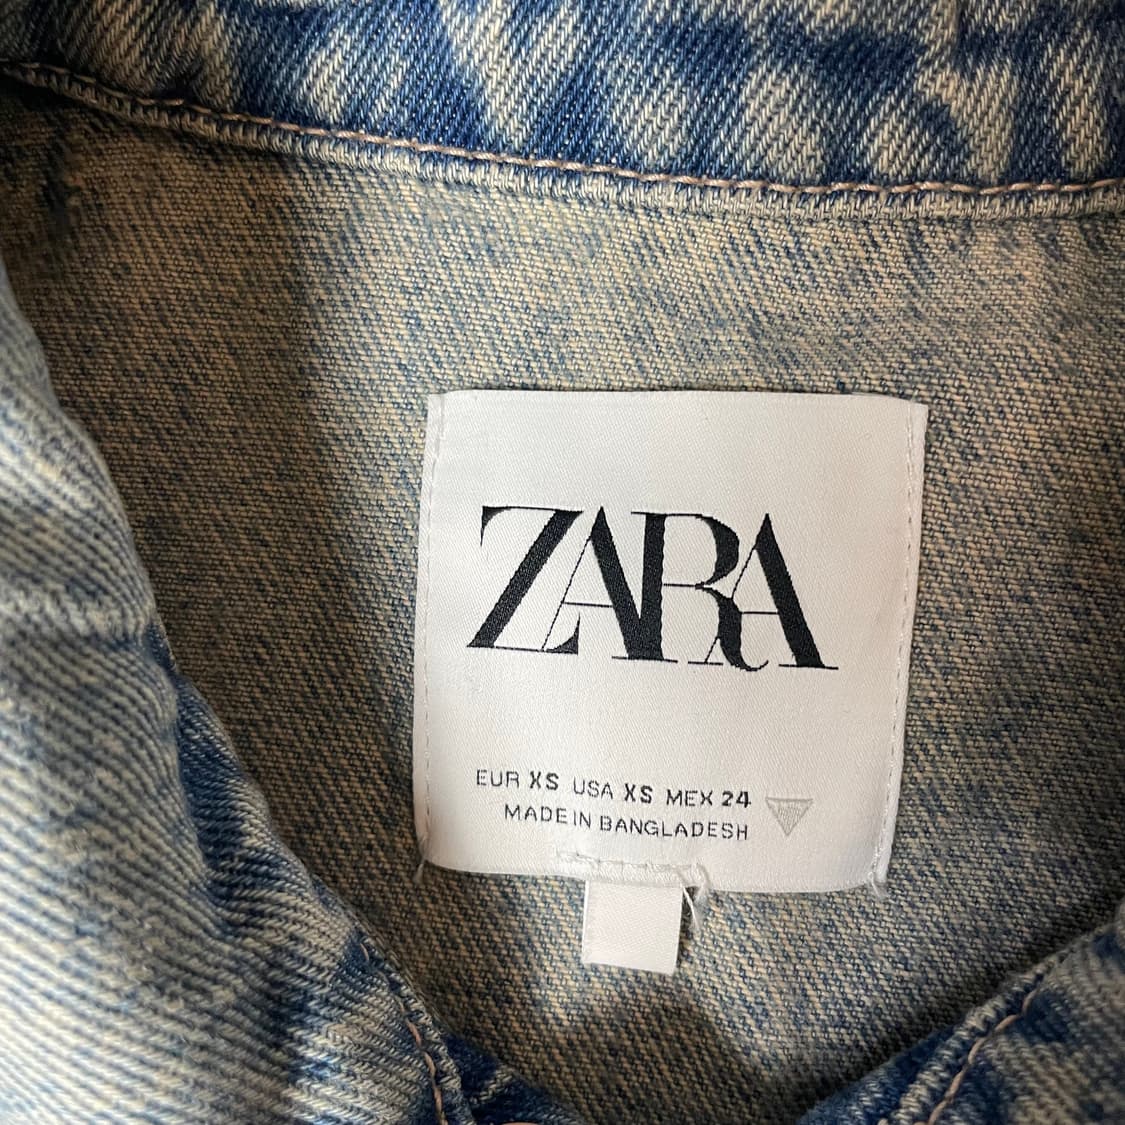 ZARA
EUR XS USA XS MEX 24
MADE IN BANGLADESH